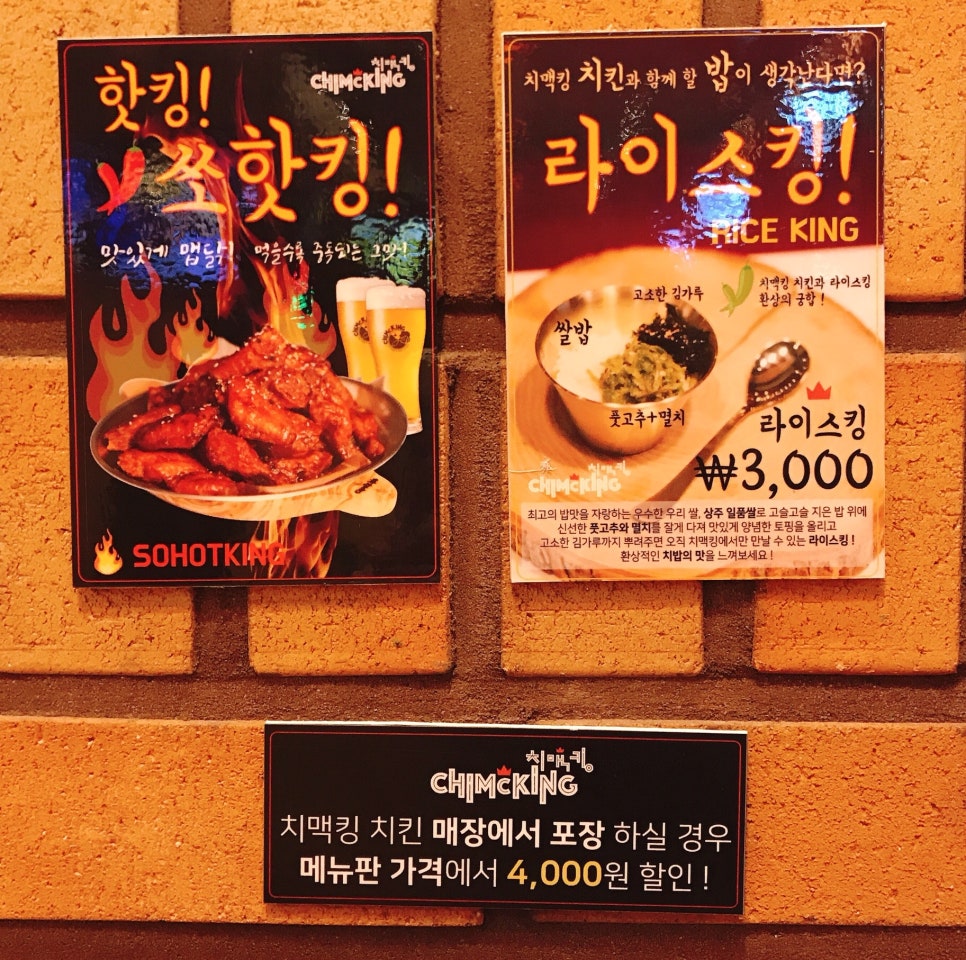 치맥킹
CHIMCKING
핫킹!
쏘핫킹!
맛있게 맵닭! 먹을수록 중독되는 그맛!
SOHOTKING
치맥킹 치킨과 함께 할 밥이 생각난다면?
라이스킹!
RICE KING
치맥킹 치킨과 라이스킹
환상의 궁합!
고소한 김가루
쌀밥
풋고추+멸치
라이스킹
₩3,000
치맥킹
CHIMCKING
최고의 밥맛을 자랑하는 우수한 우리 쌀, 상주 일품쌀로 고슬고슬 지은 밥 위에
신선한 풋고추와 멸치를 잘게 다져 맛있게 양념한 토핑을 올리고
고소한 김가루까지 뿌려주면 오직 치맥킹에서만 만날 수 있는 라이스킹!
환상적인 치밥의 맛을 느껴보세요!
치맥킹
CHIMCKING
치맥킹 치킨 매장에서 포장 하실 경우
메뉴판 가격에서 4,000원 할인!